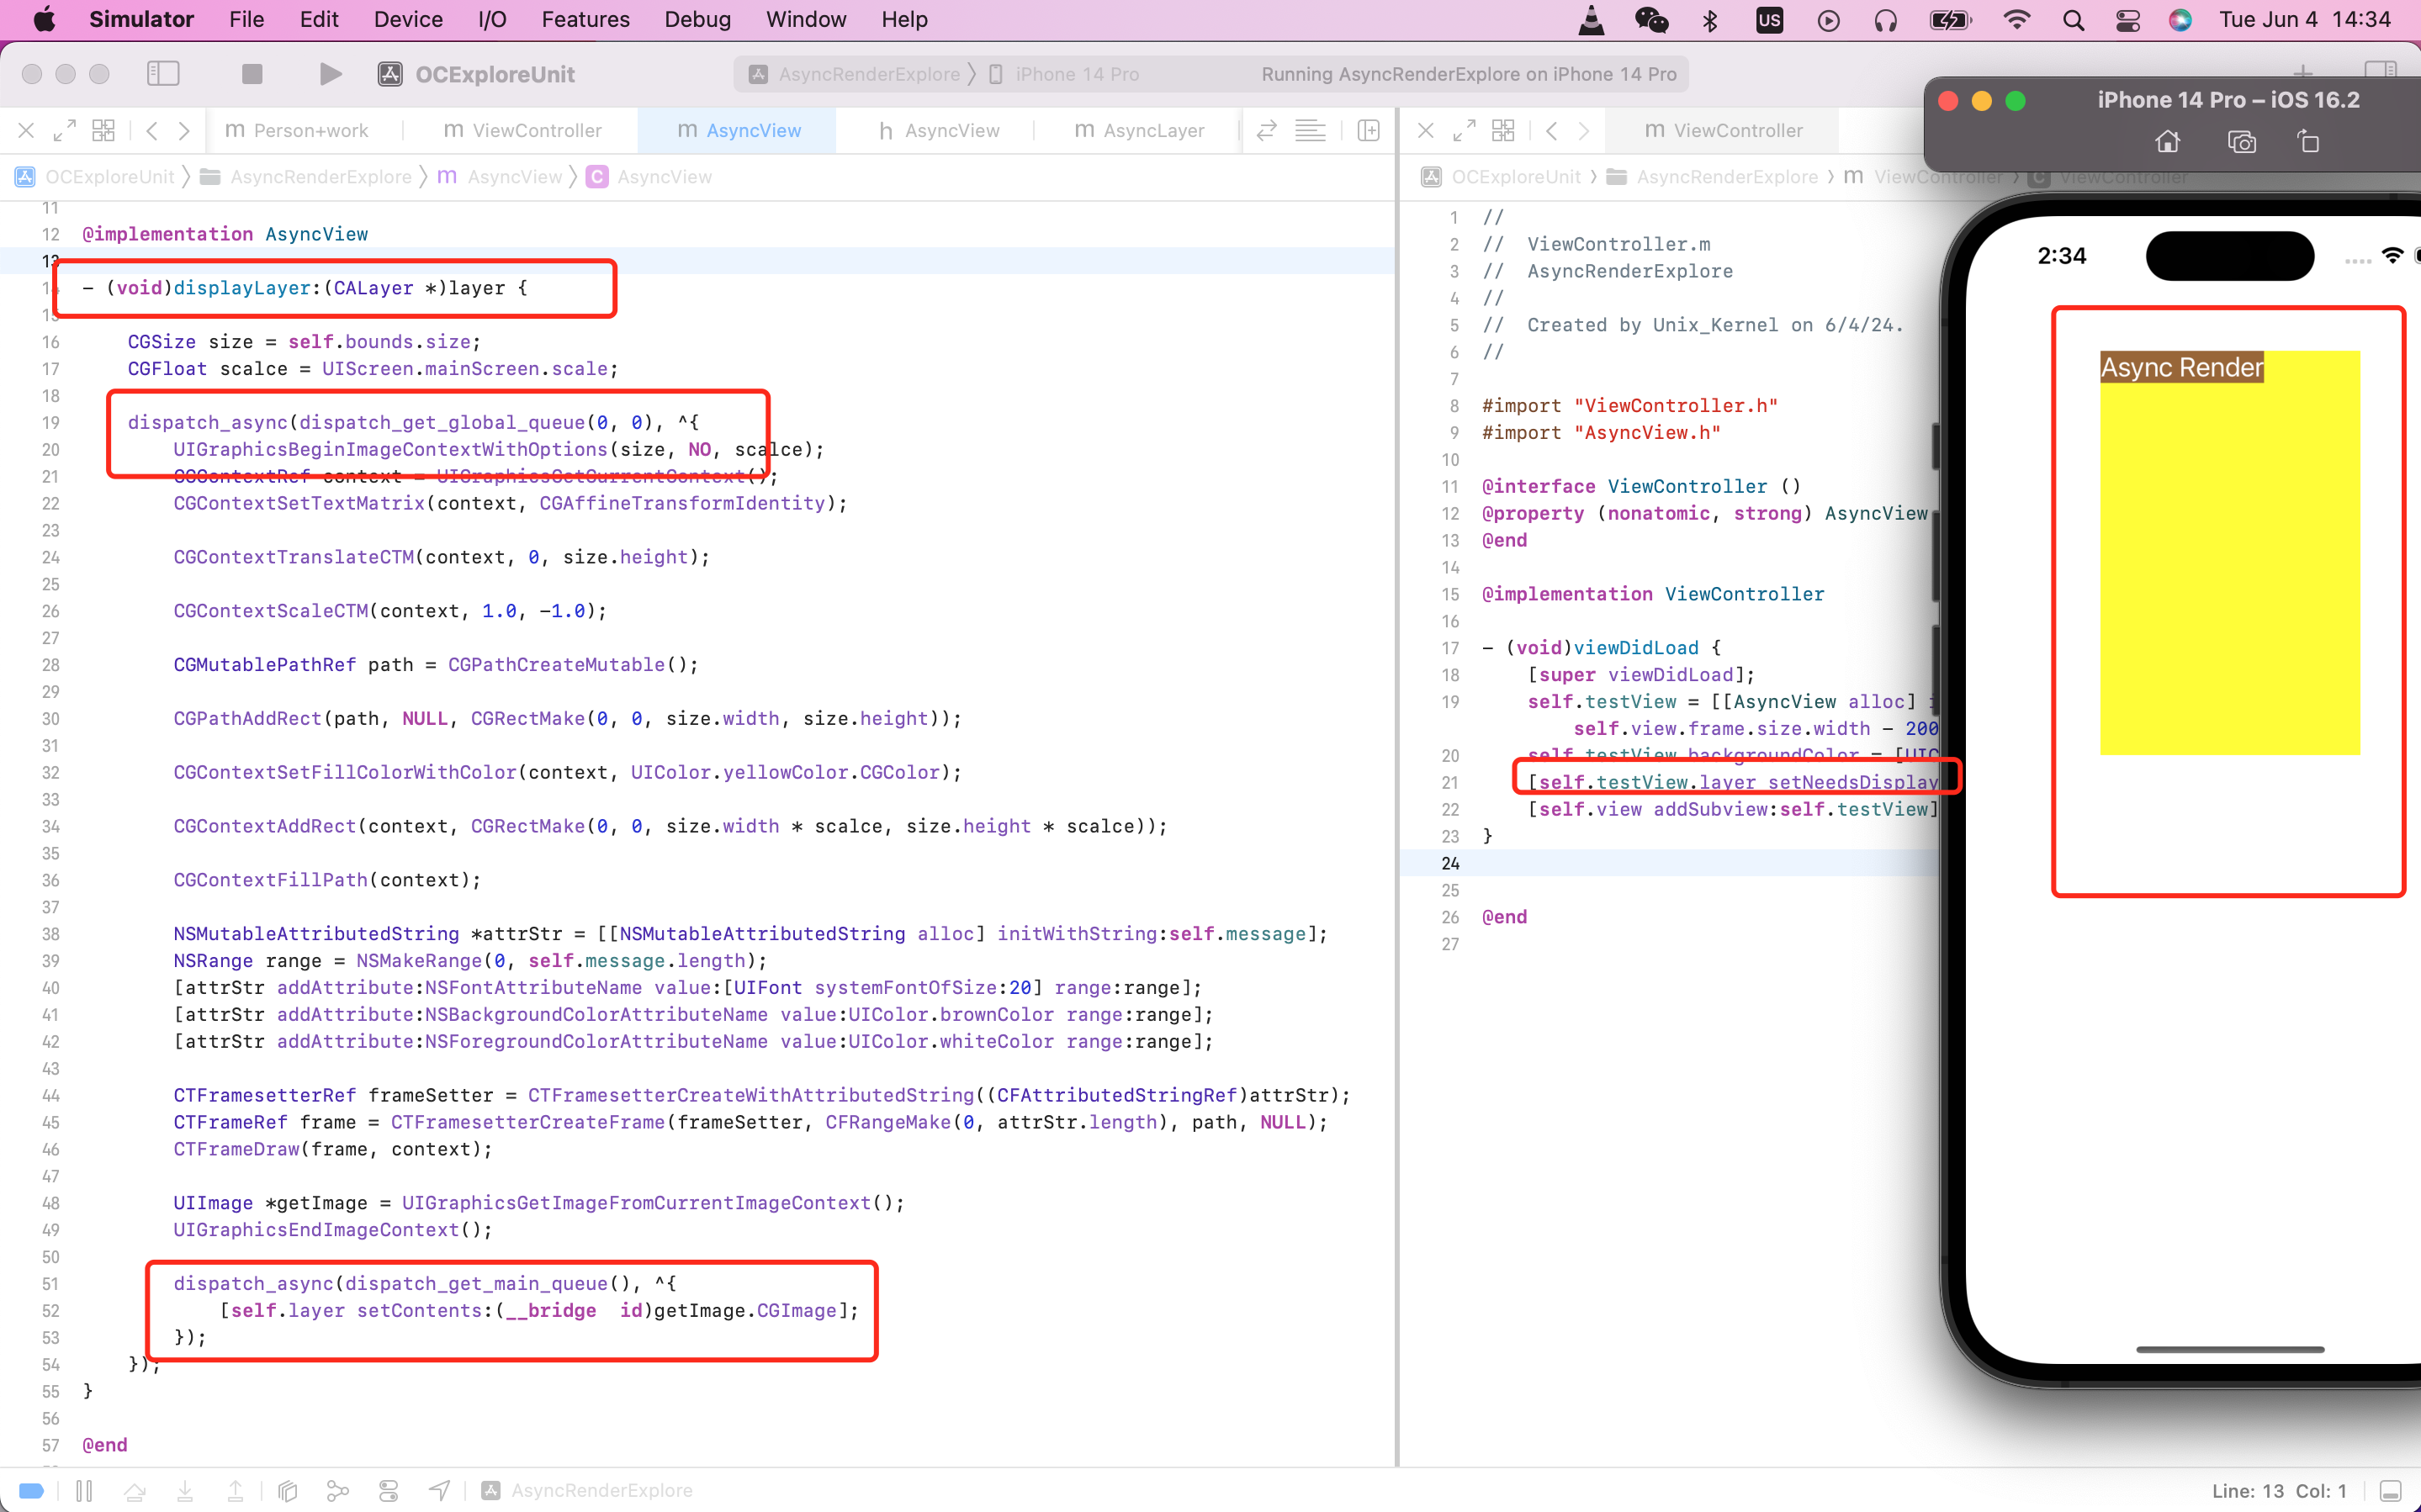 Simulator File Edit Device I/O Features Debug Window Help US Tue Jun 4 14:34
OCExploreUnit AsyncRenderExplore iPhone 14 Pro Running AsyncRenderExplore on iPhone 14 Pro
m Person+work m ViewController m AsyncView h AsyncView m AsyncLayer
OCExploreUnit AsyncRenderExplore m AsyncView C AsyncView
11
12 @implementation AsyncView
13
14 - (void)displayLayer:(CALayer *)layer {
15
16 CGSize size = self.bounds.size;
17 CGFloat scalce = UIScreen.mainScreen.scale;
18
19 dispatch_async(dispatch_get_global_queue(0, 0), ^{
20 UIGraphicsBeginImageContextWithOptions(size, NO, scalce);
21 CGContextRef context = UIGraphicsGetCurrentContext();
22 CGContextSetTextMatrix(context, CGAffineTransformIdentity);
23
24 CGContextTranslateCTM(context, 0, size.height);
25
26 CGContextScaleCTM(context, 1.0, -1.0);
27
28 CGMutablePathRef path = CGPathCreateMutable();
29
30 CGPathAddRect(path, NULL, CGRectMake(0, 0, size.width, size.height));
31
32 CGContextSetFillColorWithColor(context, UIColor.yellowColor.CGColor);
33
34 CGContextAddRect(context, CGRectMake(0, 0, size.width * scalce, size.height * scalce));
35
36 CGContextFillPath(context);
37
38 NSMutableAttributedString *attrStr = [[NSMutableAttributedString alloc] initWithString:self.message];
39 NSRange range = NSMakeRange(0, self.message.length);
40 [attrStr addAttribute:NSFontAttributeName value:[UIFont systemFontOfSize:20] range:range];
41 [attrStr addAttribute:NSBackgroundColorAttributeName value:UIColor.brownColor range:range];
42 [attrStr addAttribute:NSForegroundColorAttributeName value:UIColor.whiteColor range:range];
43
44 CTFramesetterRef frameSetter = CTFramesetterCreateWithAttributedString((CFAttributedStringRef)attrStr);
45 CTFrameRef frame = CTFramesetterCreateFrame(frameSetter, CFRangeMake(0, attrStr.length), path, NULL);
46 CTFrameDraw(frame, context);
47
48 UIImage *getImage = UIGraphicsGetImageFromCurrentImageContext();
49 UIGraphicsEndImageContext();
50
51 dispatch_async(dispatch_get_main_queue(), ^{
52 [self.layer setContents:(__bridge  id)getImage.CGImage];
53 });
54 });
55 }
56
57 @end
m ViewController
OCExploreUnit AsyncRenderExplore m ViewController C ViewController
1 //
2 //  ViewController.m
3 //  AsyncRenderExplore
4 //
5 //  Created by Unix_Kernel on 6/4/24.
6 //
7
8 #import "ViewController.h"
9 #import "AsyncView.h"
10
11 @interface ViewController ()
12 @property (nonatomic, strong) AsyncView
13 @end
14
15 @implementation ViewController
16
17 - (void)viewDidLoad {
18 [super viewDidLoad];
19 self.testView = [[AsyncView alloc]
self.view.frame.size.width - 200
20 self.testView.backgroundColor = [UIC
21 [self.testView.layer setNeedsDisplay
22 [self.view addSubview:self.testView]
23 }
24
25
26 @end
27
iPhone 14 Pro – iOS 16.2
2:34
Async Render
AsyncRenderExplore
Line: 13 Col: 1